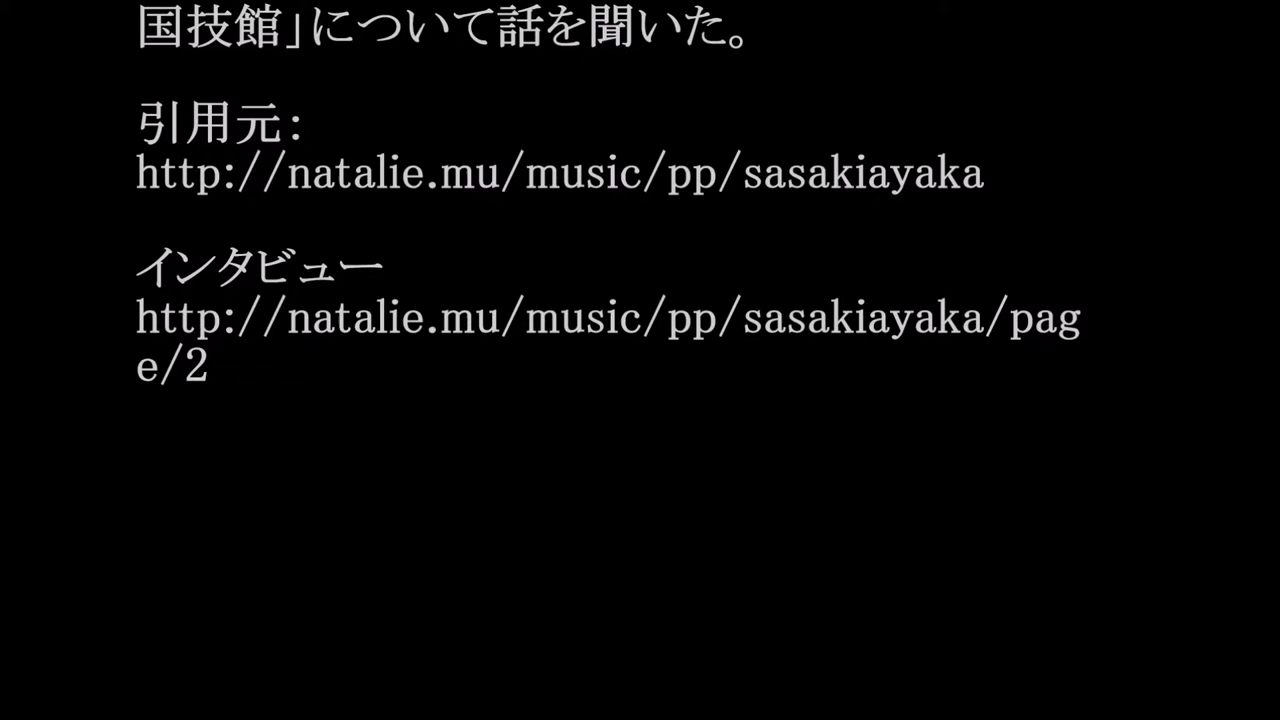 国技館」について話を聞いた。
引用元：
http://natalie.mu/music/pp/sasakiayaka
インタビュー
http://natalie.mu/music/pp/sasakiayaka/pag
e/2